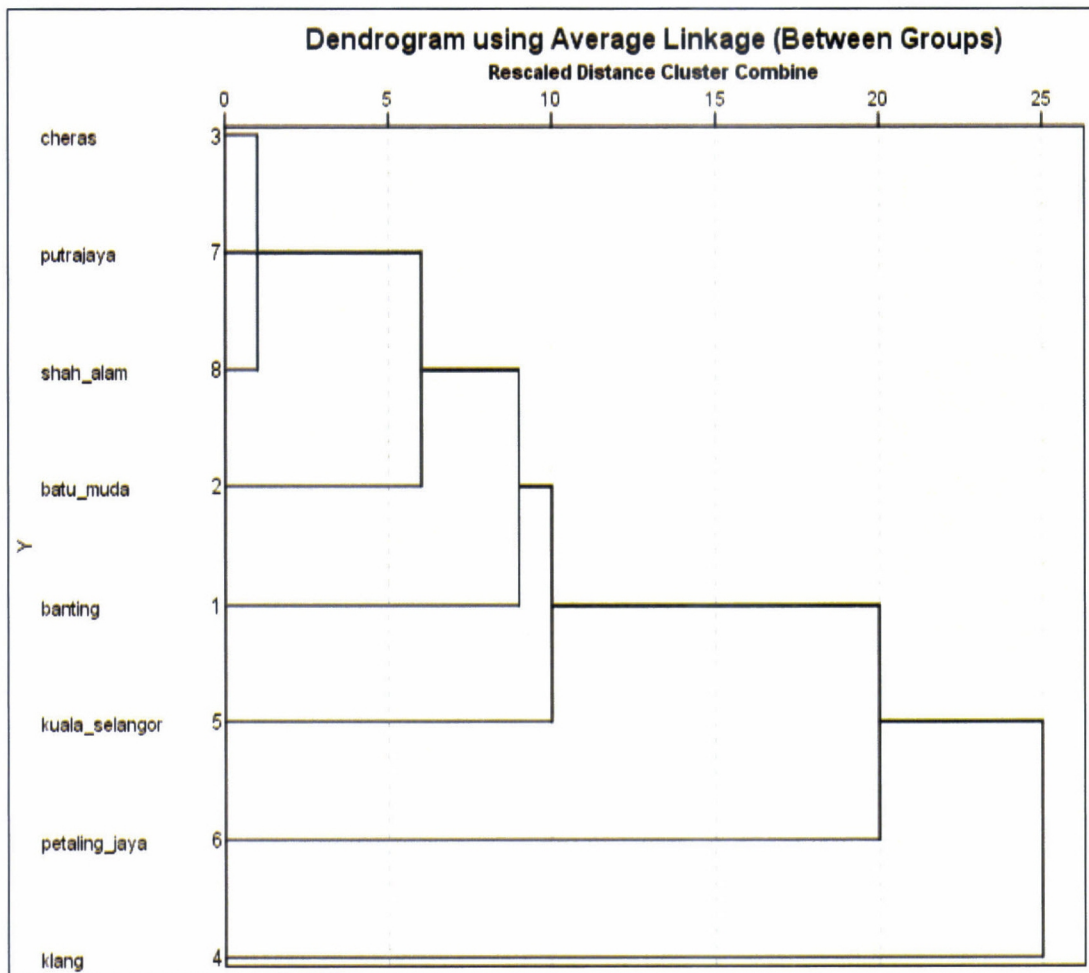 Dendrogram using Average Linkage (Between Groups)
Rescaled Distance Cluster Combine
0 5 10 15 20 25
cheras 3
putrajaya 7
shah_alam 8
batu_muda 2
Y
banting 1
kuala_selangor 5
petaling_jaya 6
klang 4